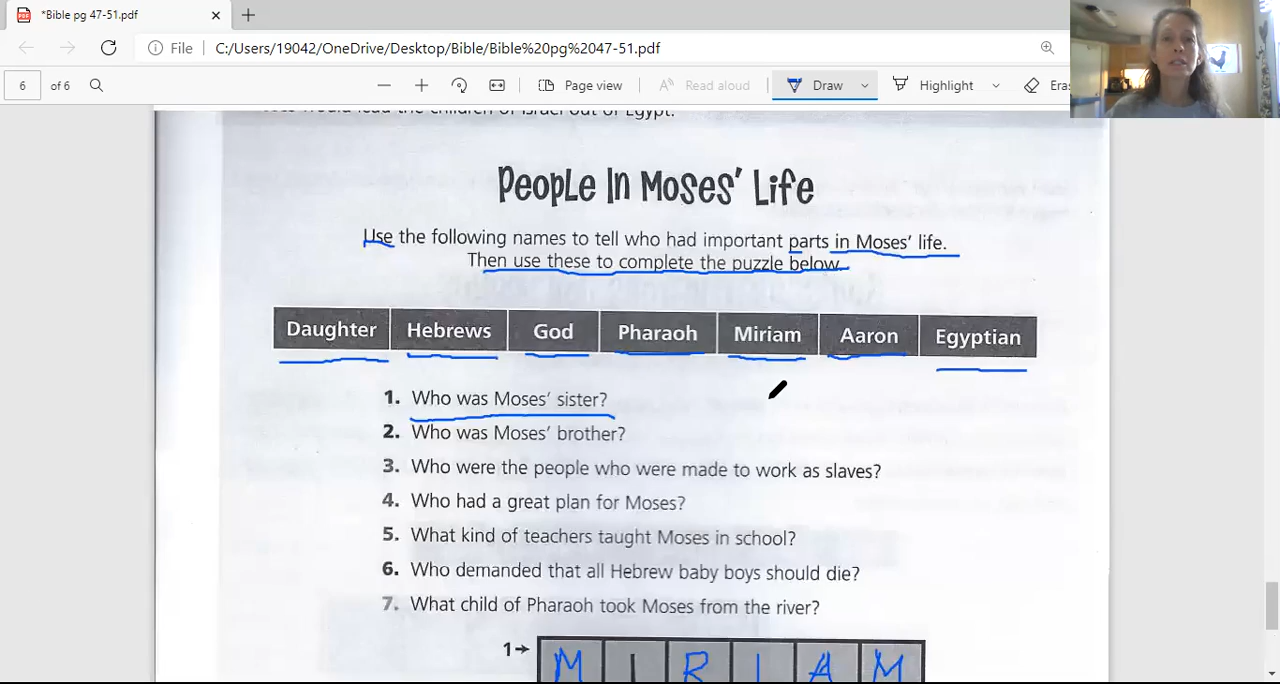 *Bible pg 47-51.pdf
File C:/Users/19042/OneDrive/Desktop/Bible/Bible%20pg%2047-51.pdf
6 of 6 Page view Read aloud Draw Highlight
of Egypt.
People In Moses' Life
Use the following names to tell who had important parts in Moses' life.
Then use these to complete the puzzle below.
Daughter Hebrews God Pharaoh Miriam Aaron Egyptian
1. Who was Moses' sister?
2. Who was Moses' brother?
3. Who were the people who were made to work as slaves?
4. Who had a great plan for Moses?
5. What kind of teachers taught Moses in school?
6. Who demanded that all Hebrew baby boys should die?
7. What child of Pharaoh took Moses from the river?
1→ M I R I A M